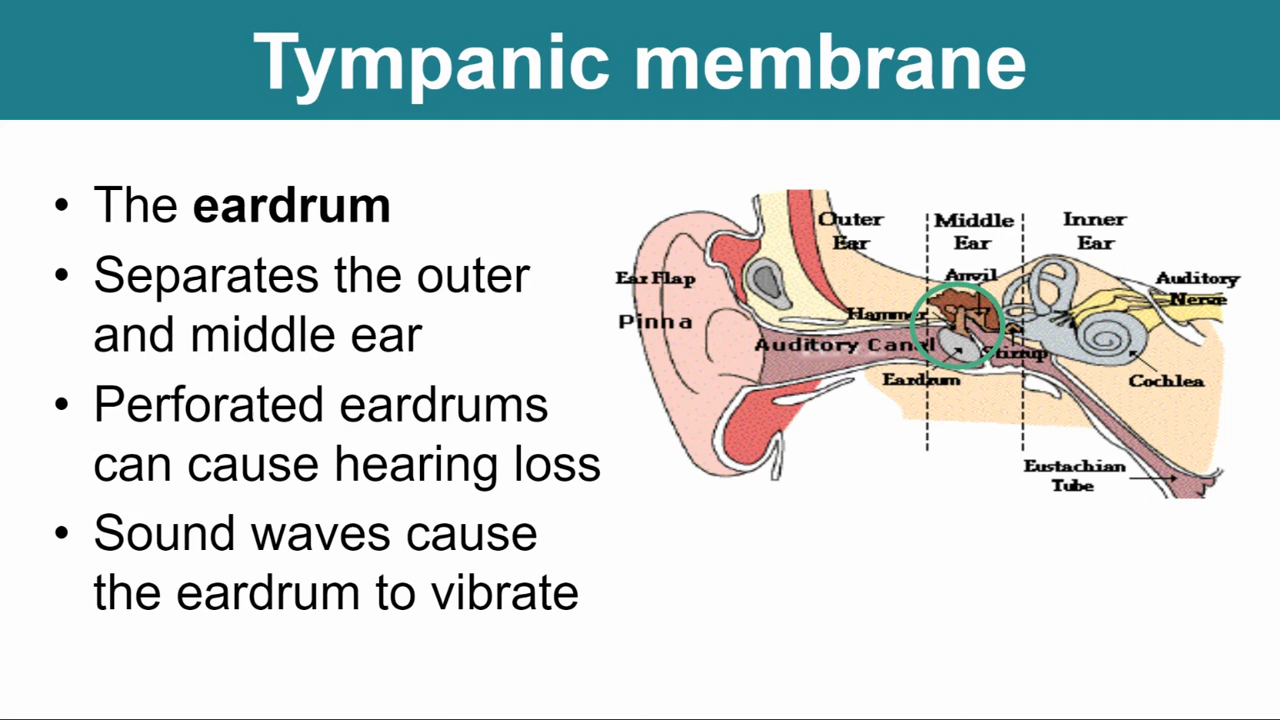 Tympanic membrane
• The eardrum
• Separates the outer
and middle ear
• Perforated eardrums
can cause hearing loss
• Sound waves cause
the eardrum to vibrate
Outer
Ear
Middle
Ear
Inner
Ear
Ear Flap
Pinna
Anvil
Auditory
Nerve
Hammer
Auditory Canal
Stirrup
Eardrum
Cochlea
Eustachian
Tube